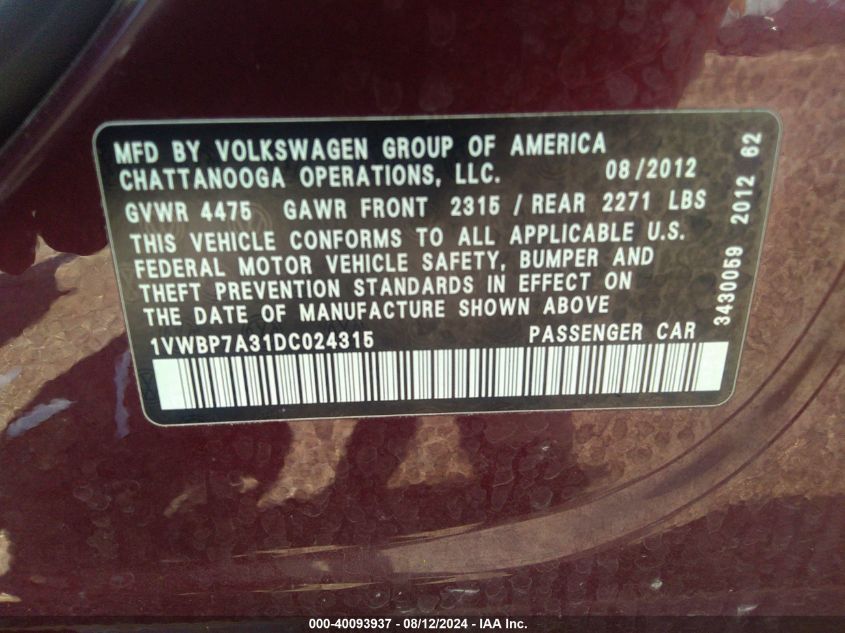 MFD BY VOLKSWAGEN GROUP OF AMERICA
CHATTANOOGA OPERATIONS, LLC. 08/2012
GVWR 4475 GAWR FRONT 2315 / REAR 2271 LBS
THIS VEHICLE CONFORMS TO ALL APPLICABLE U.S.
FEDERAL MOTOR VEHICLE SAFETY, BUMPER AND
THEFT PREVENTION STANDARDS IN EFFECT ON
THE DATE OF MANUFACTURE SHOWN ABOVE
1VWBP7A31DC024315 PASSENGER CAR
3430059 2012 62
000-40093937 - 08/12/2024 - IAA Inc.